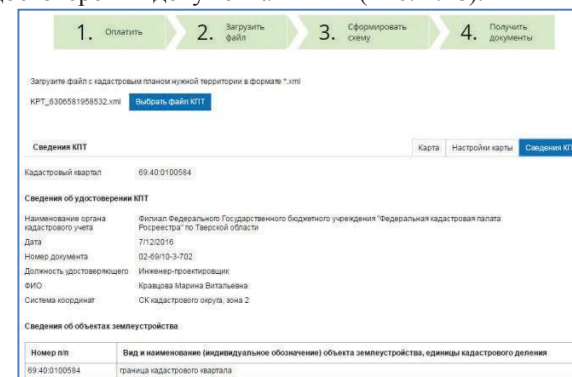 1. Оплатить
2. Загрузить файл
3. Сформировать схему
4. Получить документы
Загрузите файл с кадастровым планом нужной территории в формате *.xml
КРТ_6306581958532.xml Выбрать файл КПТ
Сведения КПТ Карта Настройки карты Сведения
Кадастровый квартал 69:40:0100584
Сведения об удостоверении КПТ
Наименование органа кадастрового учета Филиал Федерального Государственного бюджетного учреждения "Федеральная кадастровая палата Росреестра" по Тверской области
Дата 7/12/2016
Номер документа 02-69/10-3-702
Должность удостоверяющего Инженер-проектировщик
ФИО Кравцова Марина Витальевна
Система координат СК кадастрового округа, зона 2
Сведения об объектах землеустройства
Номер п/п Вид и наименование (индивидуальное обозначение) объекта землеустройства, единицы кадастрового деления
69:40:0100584 граница кадастрового квартала